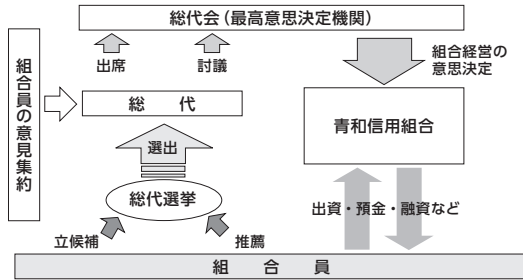 総代会（最高意思決定機関）
出席
討議
組合経営の
意思決定
組合員の意見集約
総代
青和信用組合
選出
総代選挙
出資・預金・融資など
立候補
推薦
組合員